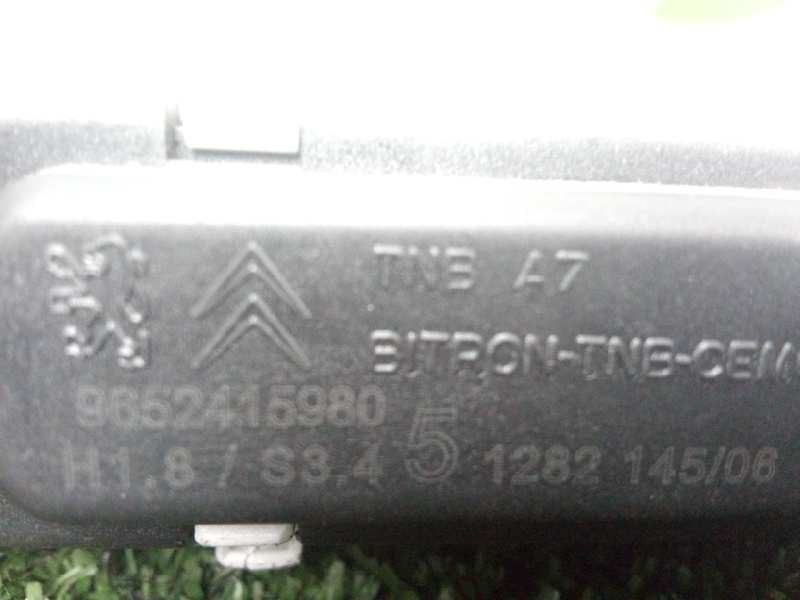 TNB A7
BITRON-TNB-CEM
9652415980
H1.8 / S3.4 5 1282 145/06